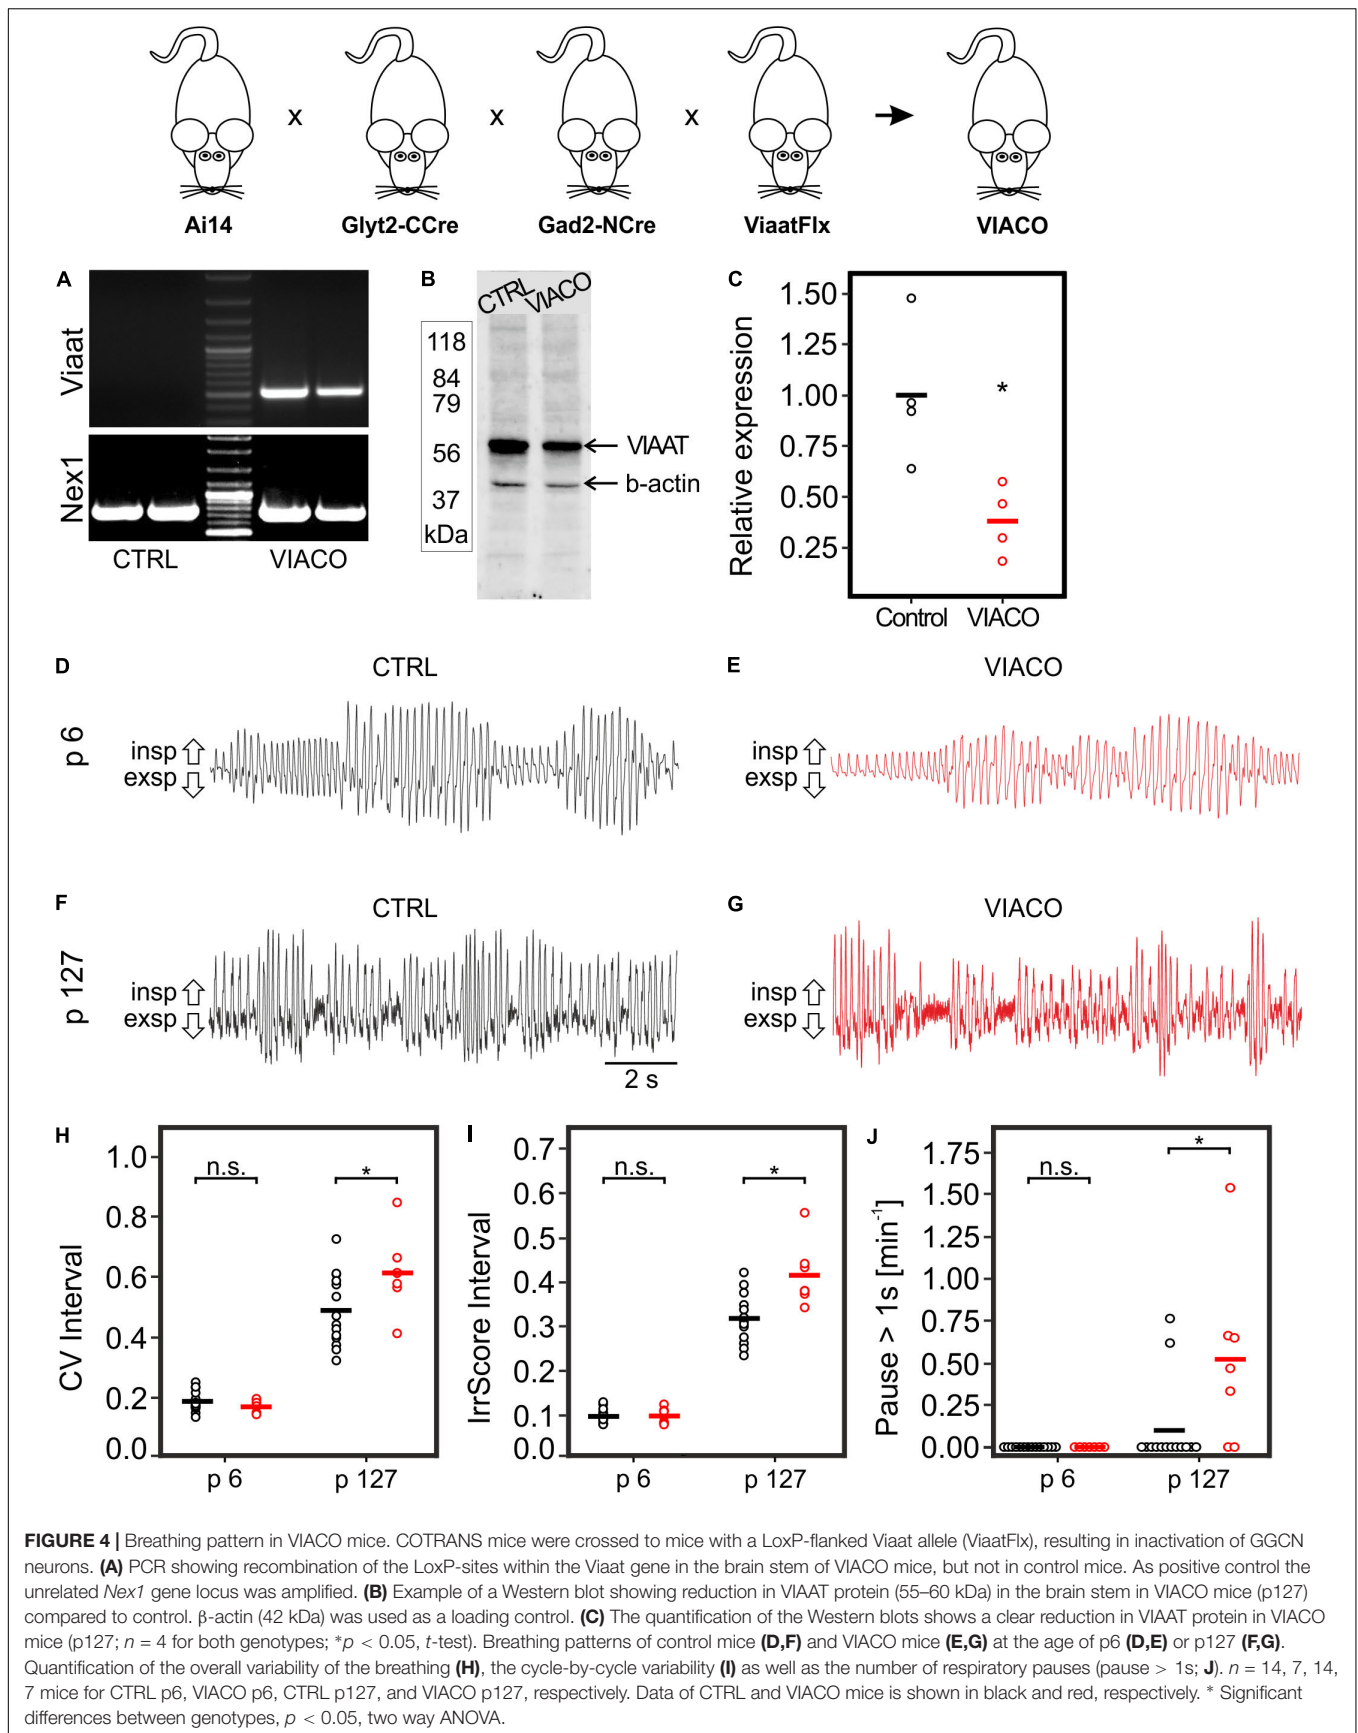 x x x
Ai14 Glyt2-CCre Gad2-NCre ViaatFlx VIACO
A
Viaat
Nex1
CTRL VIACO
B
CTRL VIACO
118
84
79
56
37
kDa
VIAAT
b-actin
C
Relative expression
1.50
1.25
1.00
0.75
0.50
0.25
*
Control VIACO
D CTRL
p 6
insp
exsp
E VIACO
insp
exsp
F CTRL
p 127
insp
exsp
2 s
G VIACO
insp
exsp
H
CV Interval
1.0
0.8
0.6
0.4
0.2
0.0
n.s. *
p 6 p 127
I
IrrScore Interval
0.7
0.6
0.5
0.4
0.3
0.2
0.1
0.0
n.s. *
p 6 p 127
J
Pause > 1s [min⁻¹]
1.75
1.50
1.25
1.00
0.75
0.50
0.25
0.00
n.s. *
p 6 p 127
FIGURE 4 | Breathing pattern in VIACO mice. COTRANS mice were crossed to mice with a LoxP-flanked Viaat allele (ViaatFlx), resulting in inactivation of GGCN
neurons. (A) PCR showing recombination of the LoxP-sites within the Viaat gene in the brain stem of VIACO mice, but not in control mice. As positive control the
unrelated Nex1 gene locus was amplified. (B) Example of a Western blot showing reduction in VIAAT protein (55–60 kDa) in the brain stem in VIACO mice (p127)
compared to control. β-actin (42 kDa) was used as a loading control. (C) The quantification of the Western blots shows a clear reduction in VIAAT protein in VIACO
mice (p127; n = 4 for both genotypes; *p < 0.05, t-test). Breathing patterns of control mice (D,F) and VIACO mice (E,G) at the age of p6 (D,E) or p127 (F,G).
Quantification of the overall variability of the breathing (H), the cycle-by-cycle variability (I) as well as the number of respiratory pauses (pause > 1s; J). n = 14, 7, 14,
7 mice for CTRL p6, VIACO p6, CTRL p127, and VIACO p127, respectively. Data of CTRL and VIACO mice is shown in black and red, respectively. * Significant
differences between genotypes, p < 0.05, two way ANOVA.